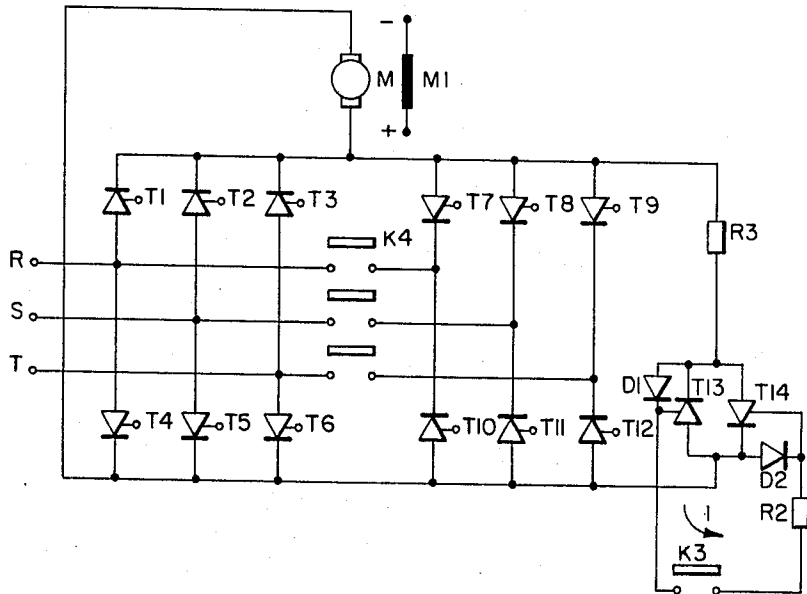 −
M M1
+
T1 T2 T3 T7 T8 T9
R K4 R3
S
T
D1 T13 T14
T4 T5 T6 T10 T11 T12
D2
I R2
K3